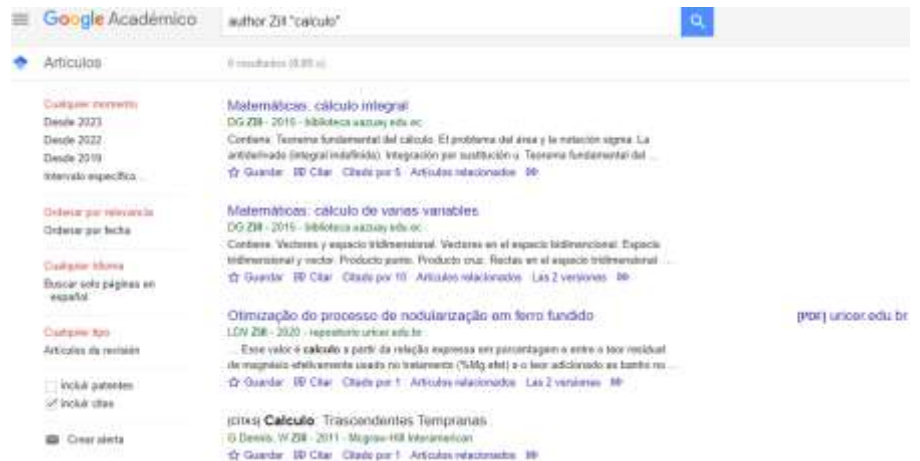 Google Académico
author Zill "calculo"
Artículos
6 resultados (0,05 s)
Cualquier momento
Desde 2023
Desde 2022
Desde 2019
Intervalo específico...
Ordenar por relevancia
Ordenar por fecha
Cualquier idioma
Buscar solo páginas en
español
Cualquier tipo
Artículos de revisión
incluir patentes
incluir citas
Crear alerta
Matemáticas: cálculo integral
DG Zill - 2015 - biblioteca.uazuay.edu.ec
Contiene: Teorema fundamental del cálculo. El problema del área y la notación sigma. La
antiderivada (integral indefinida). Integración por sustitución u. Teorema fundamental del ...
Guardar Citar Citado por 5 Artículos relacionados
Matemáticas: cálculo de varias variables
DG Zill - 2015 - biblioteca.uazuay.edu.ec
Contiene: Vectores y espacio tridimensional. Vectores en el espacio bidimencional. Espacio
tridimensional y vector. Producto punto. Producto cruz. Rectas en el espacio tridimensional ...
Guardar Citar Citado por 10 Artículos relacionados Las 2 versiones
Otimização do processo de nodularização em ferro fundido
LDV Zill - 2020 - repositorio.uricer.edu.br
... Esse valor é calculo a partir da relação expressa em porcentagem e entre o teor residual
de magnésio efetivamente usado no tratamento (%Mg efet) e o teor adicionado ao banho no ...
Guardar Citar Citado por 1 Artículos relacionados Las 2 versiones
[PDF] uricer.edu.br
[CITAS] Calculo: Trascendentes Tempranas
G Dennis, W Zill - 2011 - Mcgraw-Hill Interamerican
Guardar Citar Citado por 1 Artículos relacionados